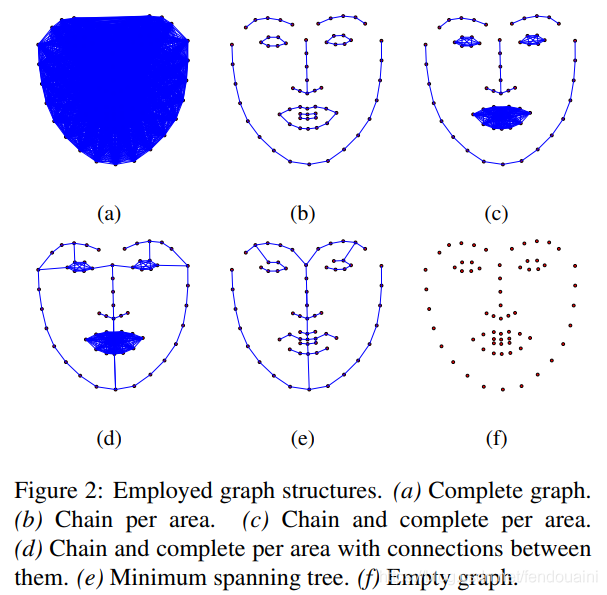 (a)
(b)
(c)
(d)
(e)
(f)
Figure 2: Employed graph structures. (a) Complete graph.
(b) Chain per area. (c) Chain and complete per area.
(d) Chain and complete per area with connections between
them. (e) Minimum spanning tree. (f) Empty graph.